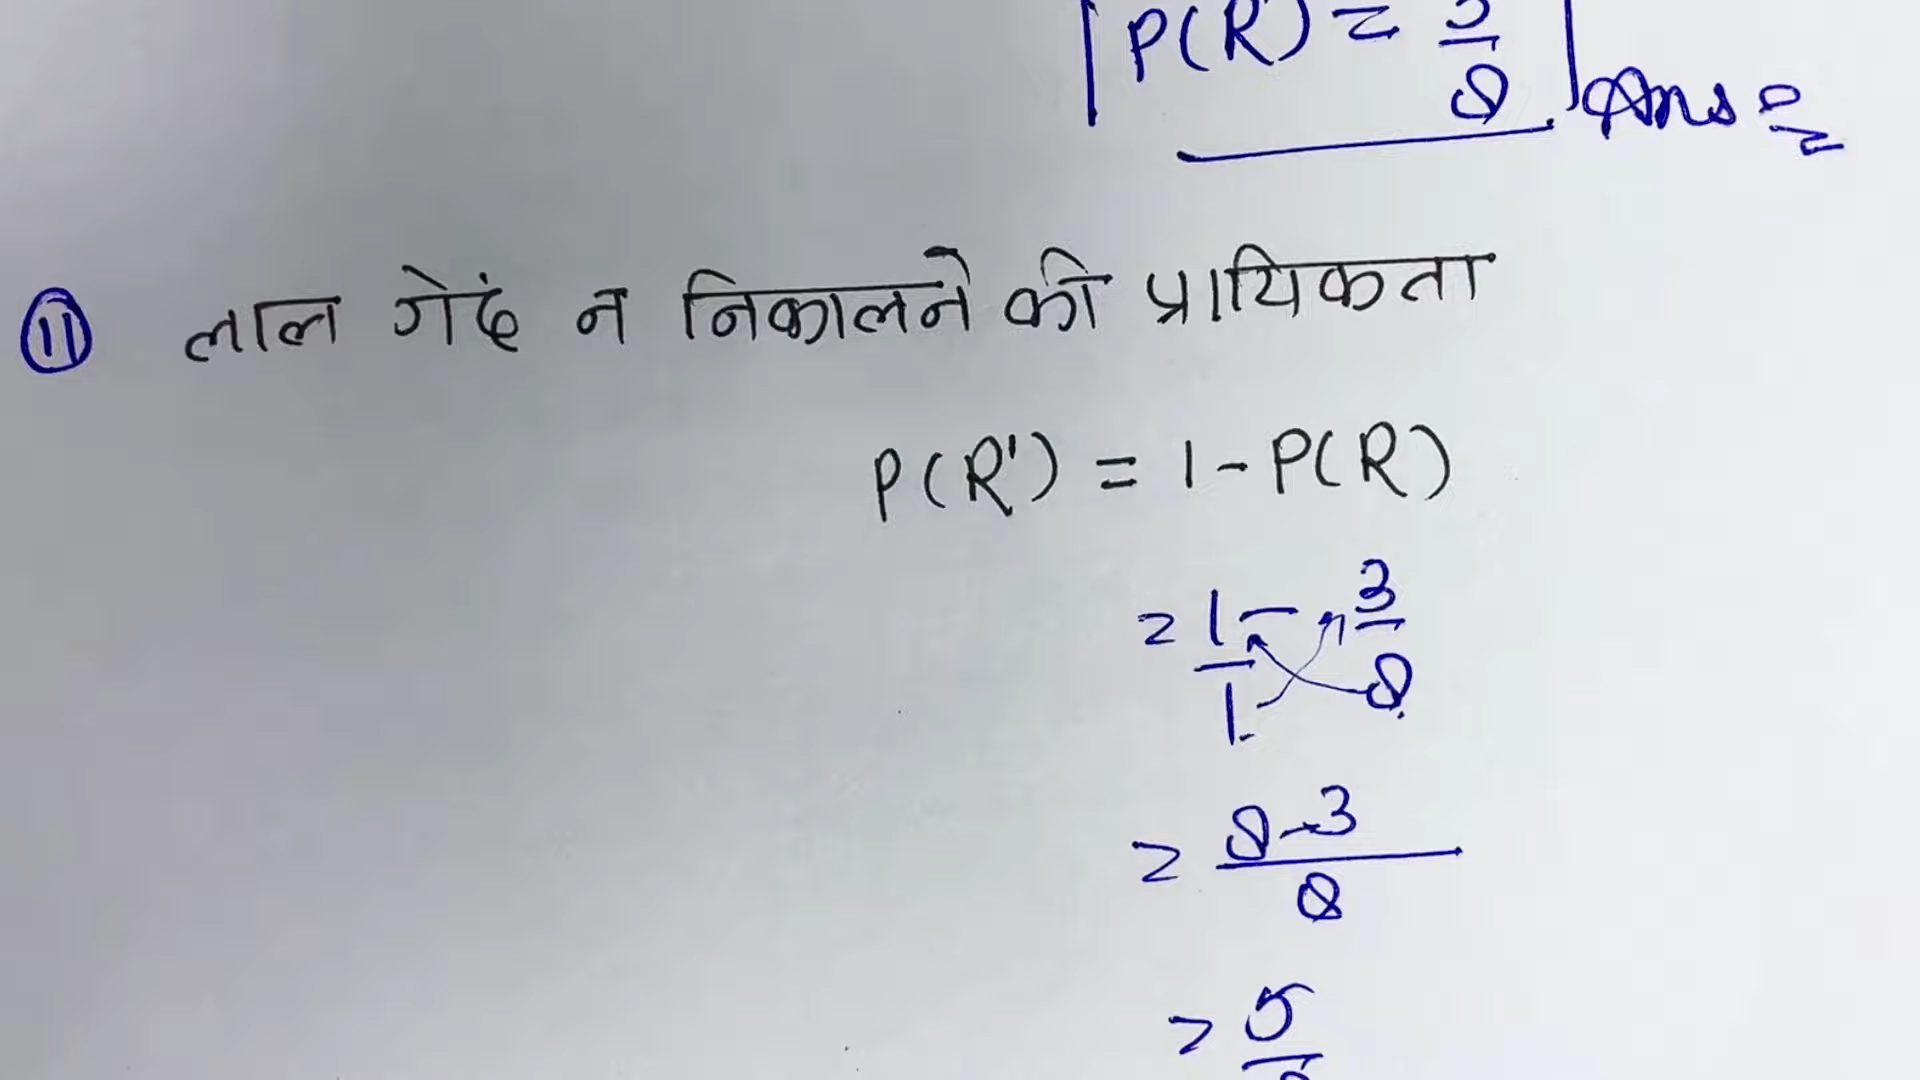 P(R) = 3/8 Ans =
(ii) लाल गेदं न निकालने की प्रायिकता
P(R') = 1 - P(R)
= 1/1 - 3/8
= 8-3/8
= 5/8